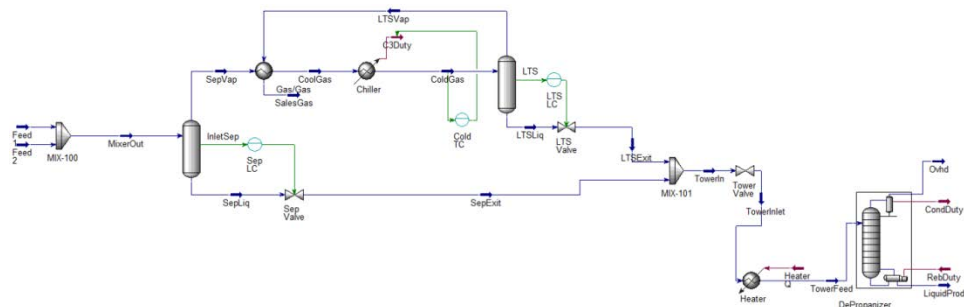 LTSVap
C3Duty
SepVap
Gas/Gas
SalesGas
CoolGas
Chiller
ColdGas
LTS
LTS
LC
Cold
TC
LTSLiq
LTS
Valve
Feed
1
Feed
2
MIX-100
MixerOut
InletSep
Sep
LC
SepLiq
Sep
Valve
SepExit
LTSExit
MIX-101
TowerIn
Tower
Valve
TowerInlet
Heater
Q
Heater
TowerFeed
Ovhd
CondDuty
RebDuty
LiquidProd
DePropanizer